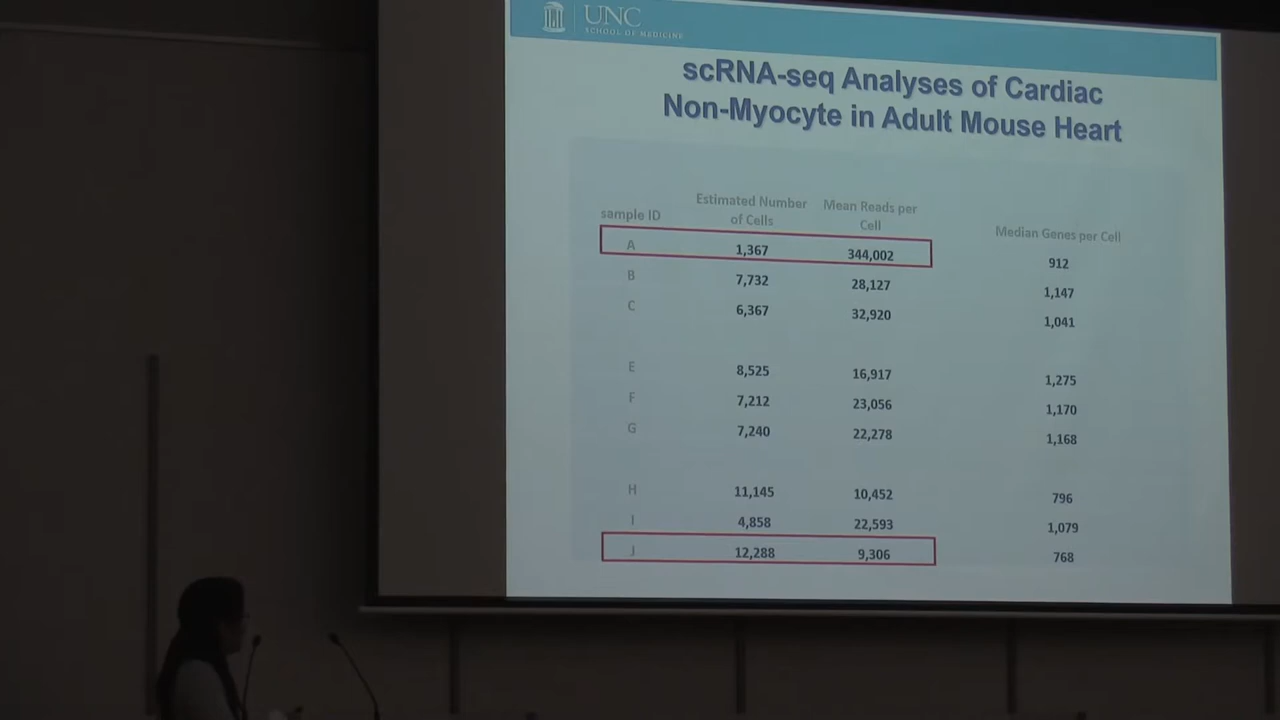 UNC
SCHOOL OF MEDICINE
scRNA-seq Analyses of Cardiac
Non-Myocyte in Adult Mouse Heart
sample ID Estimated Number of Cells Mean Reads per Cell Median Genes per Cell
A 1,367 344,002 912
B 7,732 28,127 1,147
C 6,367 32,920 1,041
E 8,525 16,917 1,275
F 7,212 23,056 1,170
G 7,240 22,278 1,168
H 11,145 10,452 796
I 4,858 22,593 1,079
J 12,288 9,306 768